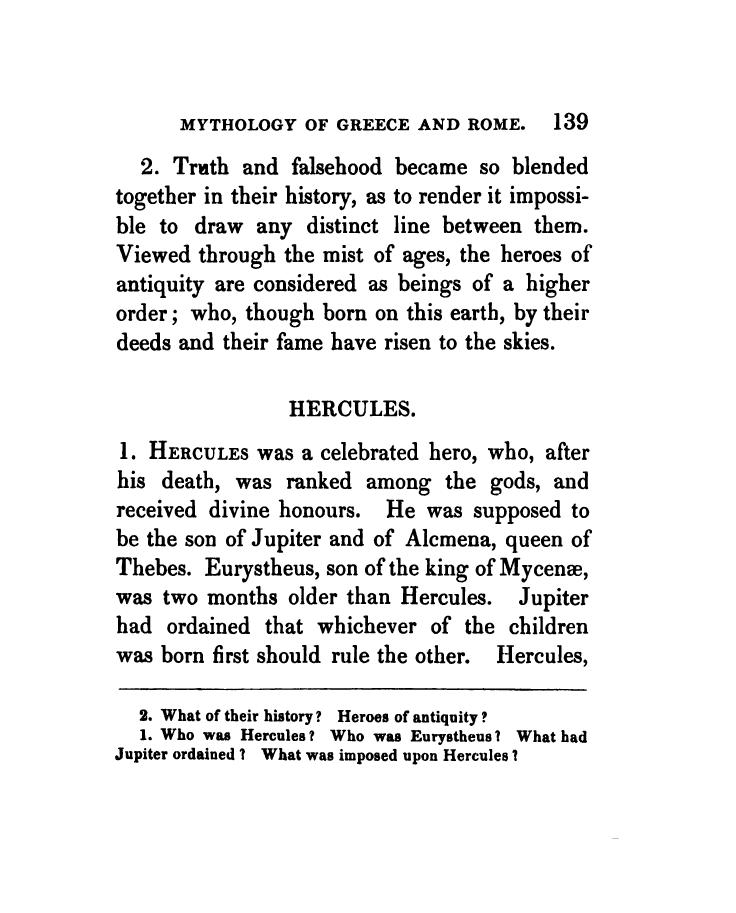 MYTHOLOGY OF GREECE AND ROME. 139
2. Truth and falsehood became so blended
together in their history, as to render it impossi-
ble to draw any distinct line between them.
Viewed through the mist of ages, the heroes of
antiquity are considered as beings of a higher
order; who, though born on this earth, by their
deeds and their fame have risen to the skies.
HERCULES.
1. HERCULES was a celebrated hero, who, after
his death, was ranked among the gods, and
received divine honours. He was supposed to
be the son of Jupiter and of Alcmena, queen of
Thebes. Eurystheus, son of the king of Mycenæ,
was two months older than Hercules. Jupiter
had ordained that whichever of the children
was born first should rule the other. Hercules,
2. What of their history? Heroes of antiquity?
1. Who was Hercules? Who was Eurystheus? What had
Jupiter ordained? What was imposed upon Hercules?